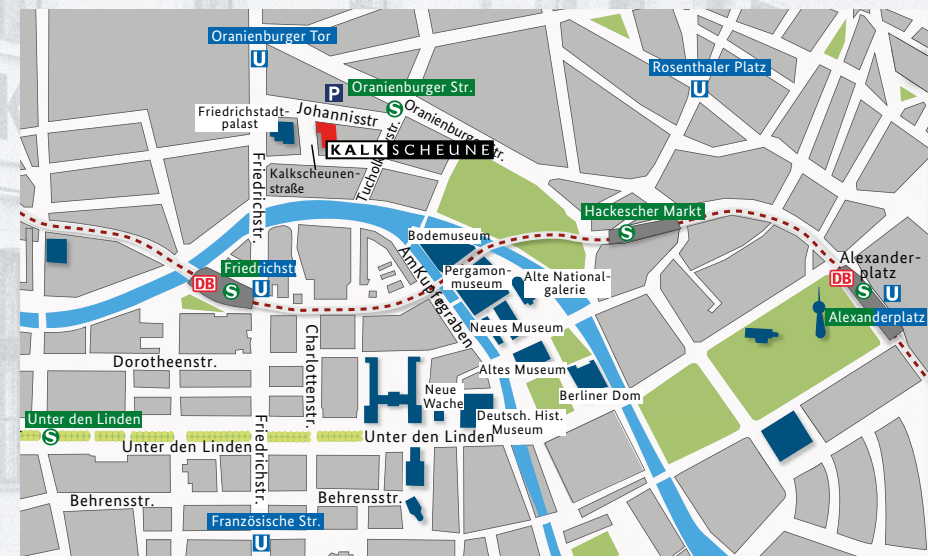 Oranienburger Tor
U
Rosenthaler Platz
U
P
Oranienburger Str.
S
Friedrichstadt-
palast
Johannisstr
Oranienburger Str.
KALKSCHEUNE
Kalkscheunen-
straße
Friedrichstr.
Hackescher Markt
S
Bodemuseum
Am Kupfergraben
Pergamon-
museum
Alte National-
galerie
Alexander-
platz
DB
S
U
Alexanderplatz
DB
Friedrichstr
S
U
Neues Museum
Charlottenstr.
Dorotheenstr.
Altes Museum
Berliner Dom
Neue
Wache
Deutsch. Hist.
Museum
Unter den Linden
S
Unter den Linden
Unter den Linden
Friedrichstr.
Behrensstr.
Behrensstr.
Französische Str.
U